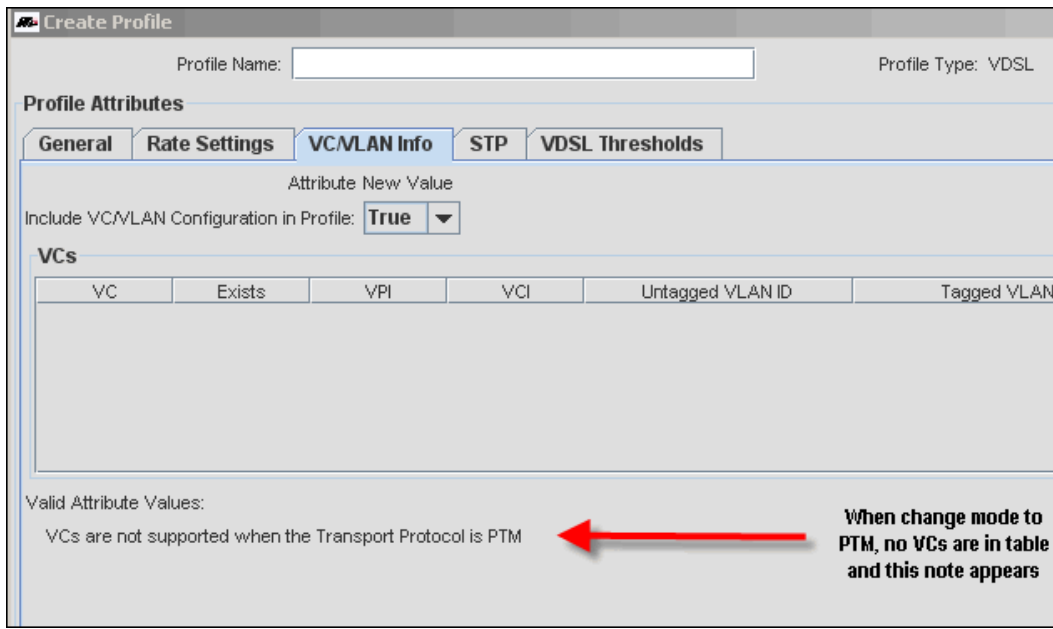 Create Profile
Profile Name:
Profile Type: VDSL
Profile Attributes
General Rate Settings VC/VLAN Info STP VDSL Thresholds
Attribute New Value
Include VC/VLAN Configuration in Profile: True
VCs
VC Exists VPI VCI Untagged VLAN ID Tagged VLAN
Valid Attribute Values:
VCs are not supported when the Transport Protocol is PTM
When change mode to
PTM, no VCs are in table
and this note appears